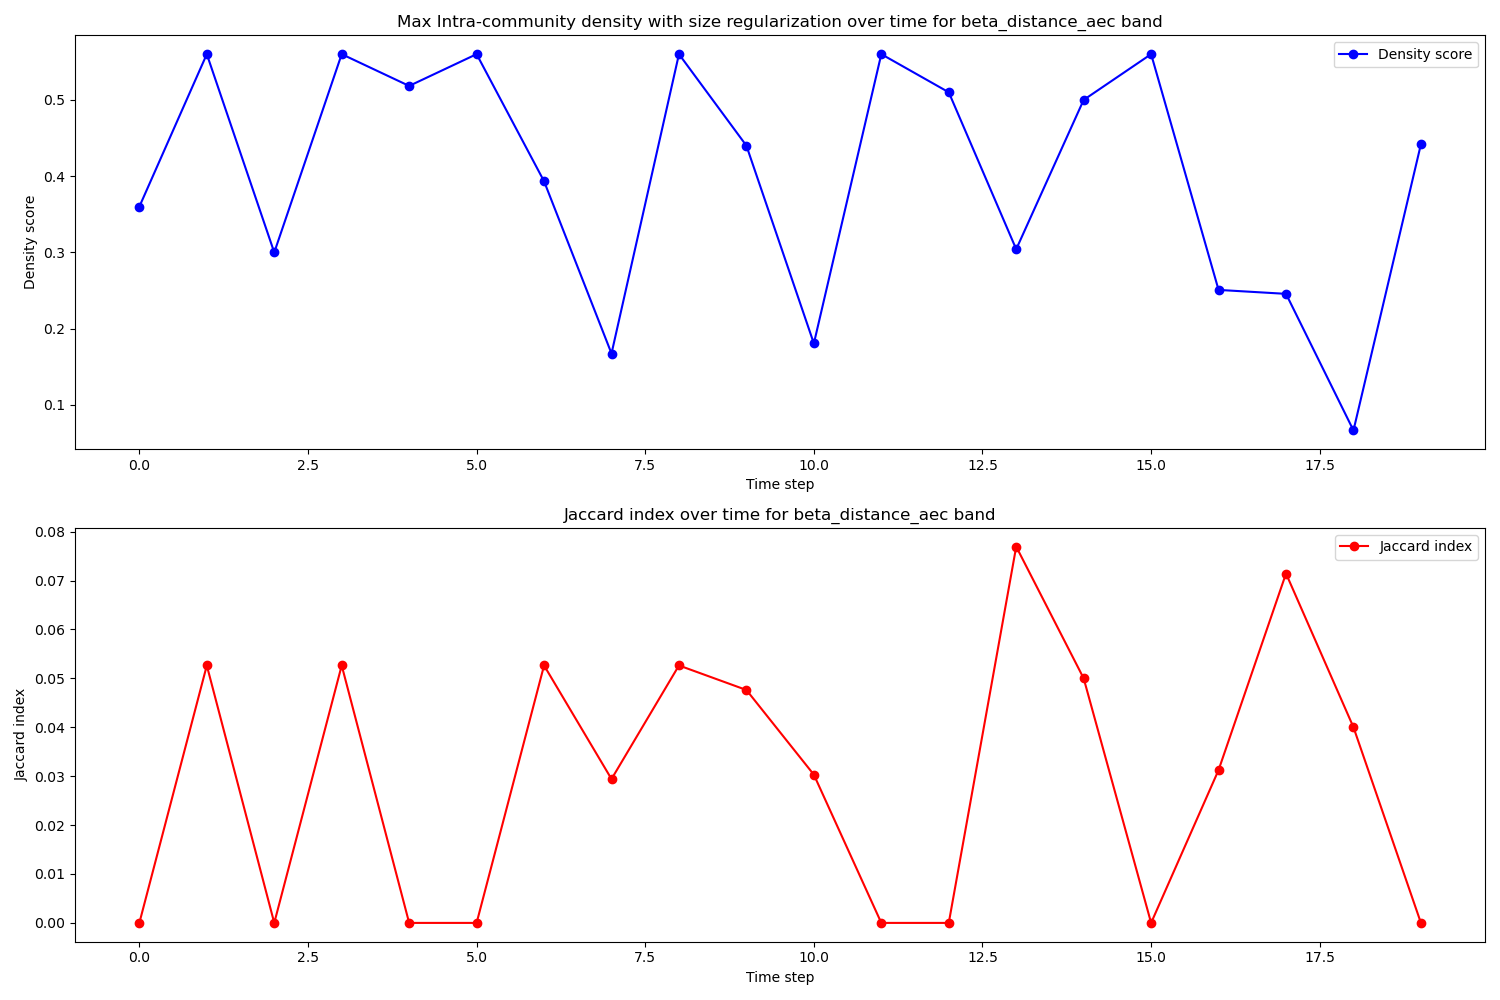 Max Intra-community density with size regularization over time for beta_distance_aec band
Density score
Density score
0.5
0.4
0.3
0.2
0.1
0.0 2.5 5.0 7.5 10.0 12.5 15.0 17.5
Time step
Jaccard index over time for beta_distance_aec band
Jaccard index
Jaccard index
0.08
0.07
0.06
0.05
0.04
0.03
0.02
0.01
0.00
0.0 2.5 5.0 7.5 10.0 12.5 15.0 17.5
Time step